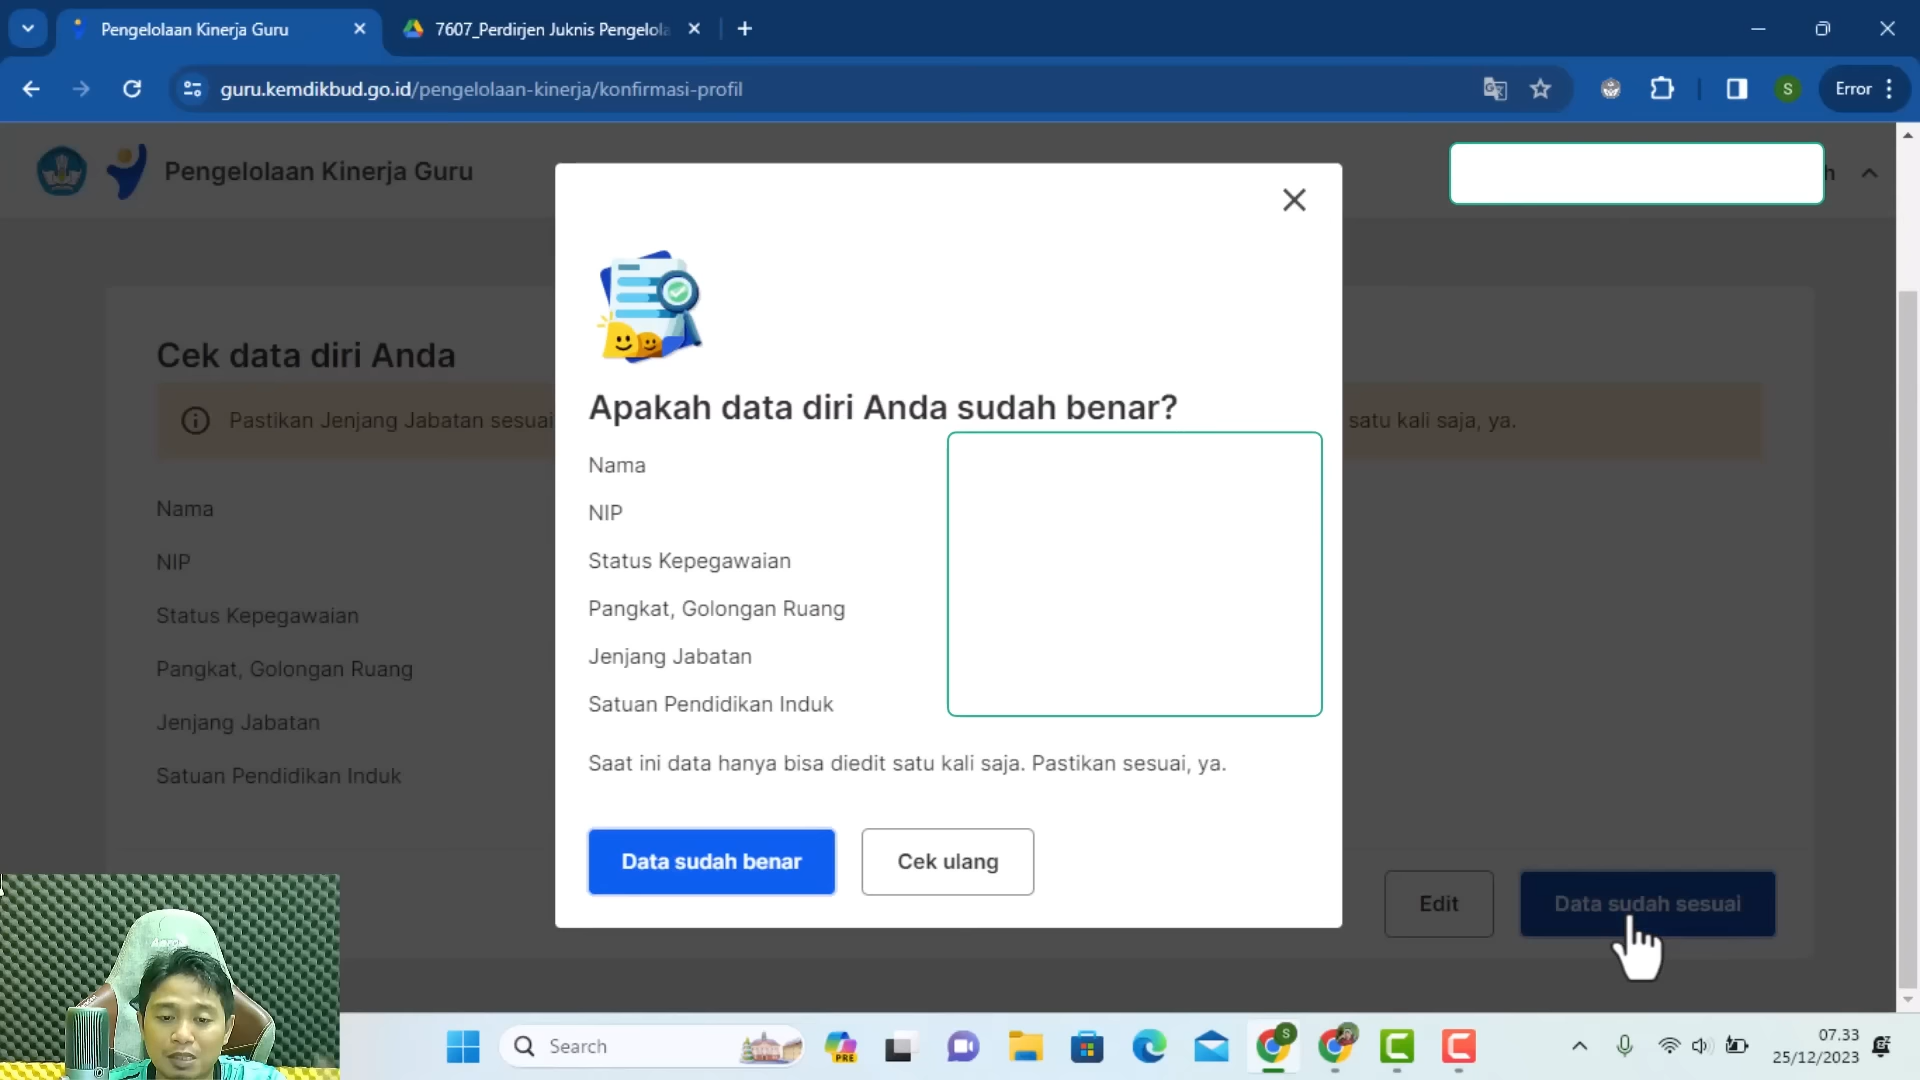 Pengelolaan Kinerja Guru
7607_Perdirjen Juknis Pengelola
guru.kemdikbud.go.id/pengelolaan-kinerja/konfirmasi-profil
S
Error
Pengelolaan Kinerja Guru
h
Cek data diri Anda
Pastikan Jenjang Jabatan sesuai
satu kali saja, ya.
Nama
NIP
Status Kepegawaian
Pangkat, Golongan Ruang
Jenjang Jabatan
Satuan Pendidikan Induk
Edit
Data sudah sesuai
Apakah data diri Anda sudah benar?
Nama
NIP
Status Kepegawaian
Pangkat, Golongan Ruang
Jenjang Jabatan
Satuan Pendidikan Induk
Saat ini data hanya bisa diedit satu kali saja. Pastikan sesuai, ya.
Data sudah benar
Cek ulang
Search
PRE
S
07.33
25/12/2023